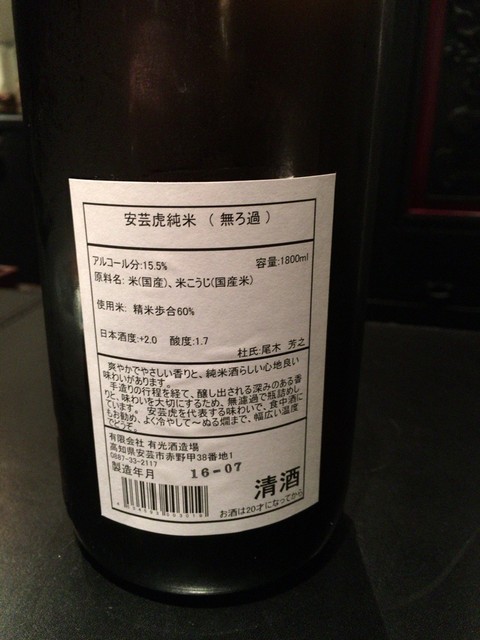 安芸虎純米 （ 無ろ過 ）
アルコール分:15.5% 容量:1800ml
原料名: 米(国産)、米こうじ(国産米)
使用米: 精米歩合60%
日本酒度:+2.0 酸度:1.7
杜氏:尾木 芳之
爽やかでやさしい香りと、純米酒らしい心地良い
味わいがあります。
手造りの行程を経て、醸し出される深みのある香
りと、味わいを大切にするため、無濾過で瓶詰めし
ています。 安芸虎を代表する味わいで、食中酒に
もお勧め、よく冷やして～ぬる燗まで、幅広い温度
でどうぞ。
有限会社 有光酒造場
高知県安芸市赤野甲38番地1
0887-33-2117
製造年月 16-07
清酒
お酒は20才になってから